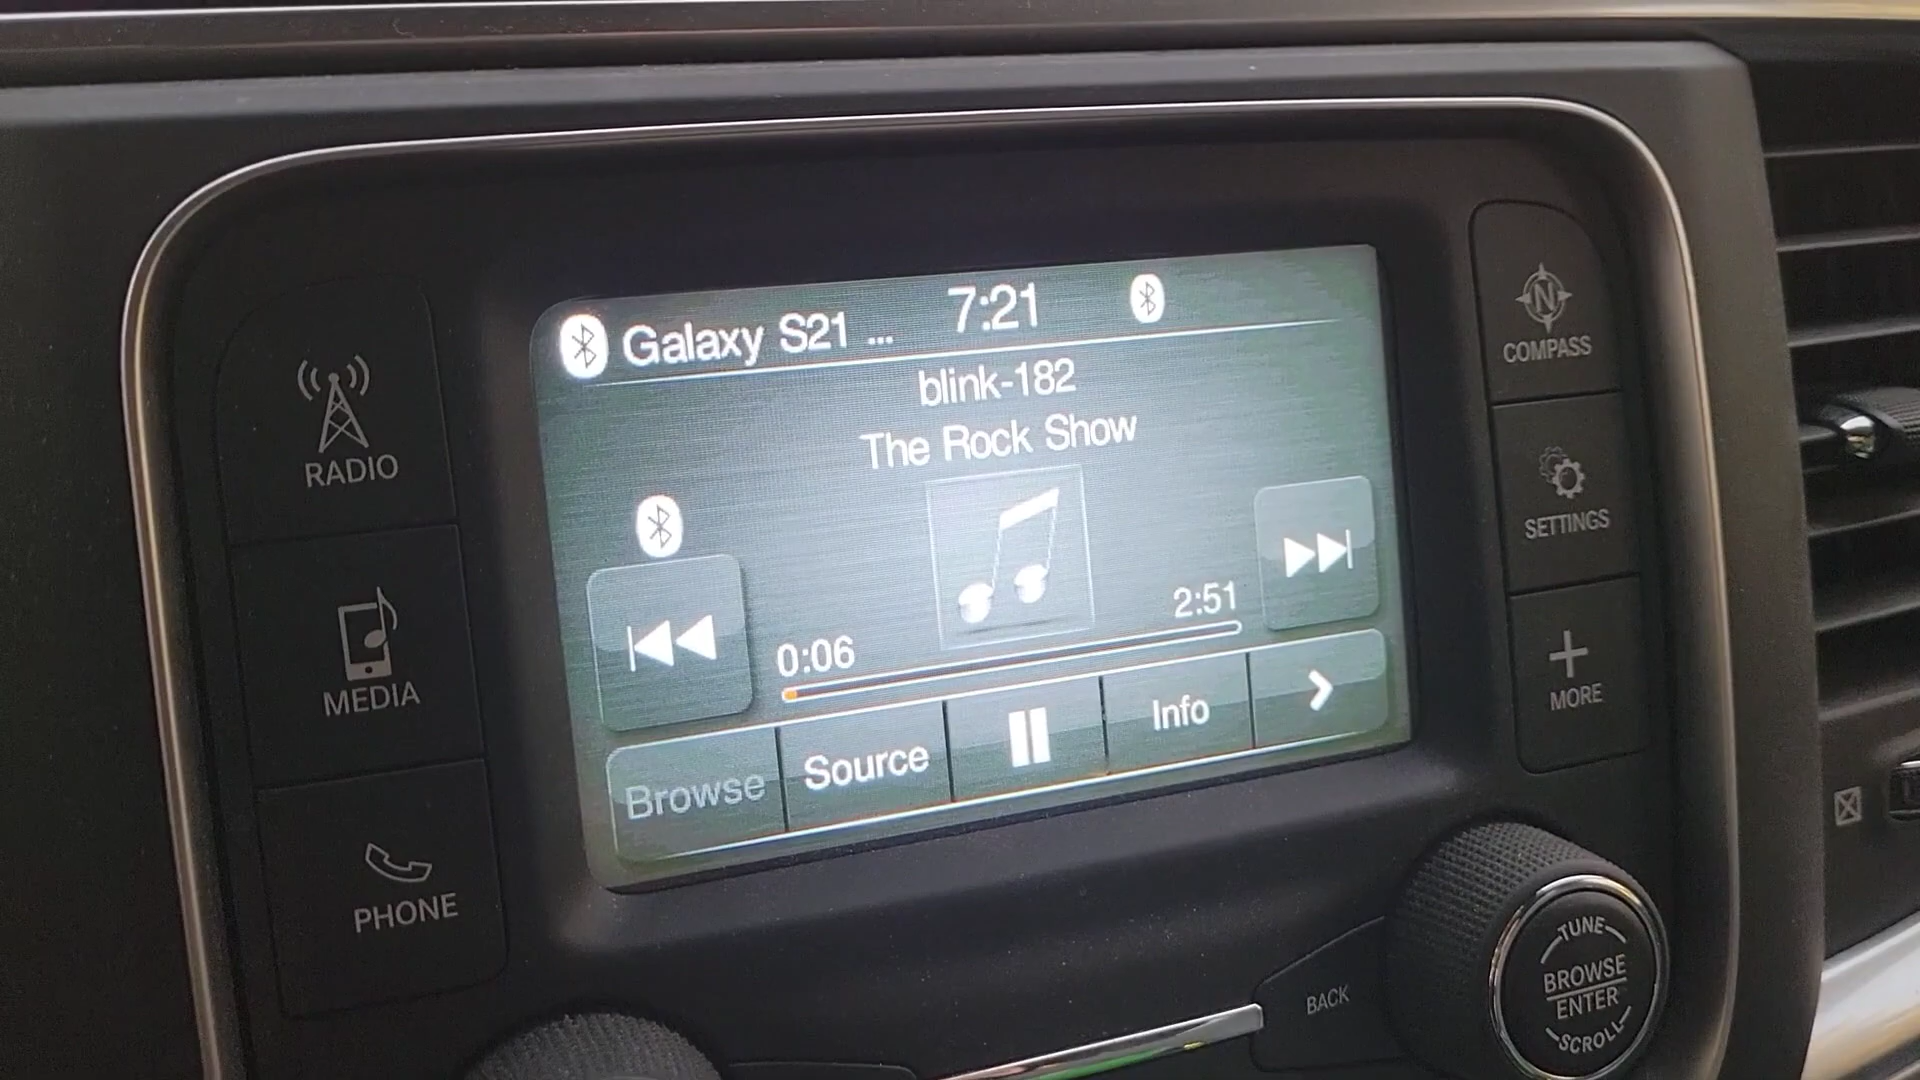 Galaxy S21 ... 7:21
blink-182
The Rock Show
0:06 2:51
Browse Source Info
RADIO
MEDIA
PHONE
N
COMPASS
SETTINGS
MORE
BACK
TUNE
BROWSE
ENTER
SCROLL